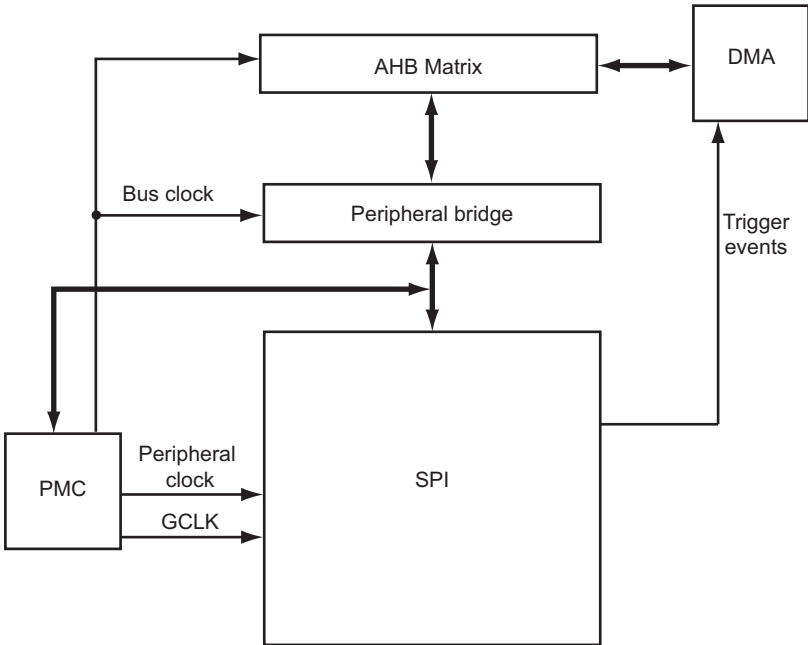 AHB Matrix
DMA
Bus clock
Peripheral bridge
Trigger
events
Peripheral
clock
PMC
SPI
GCLK